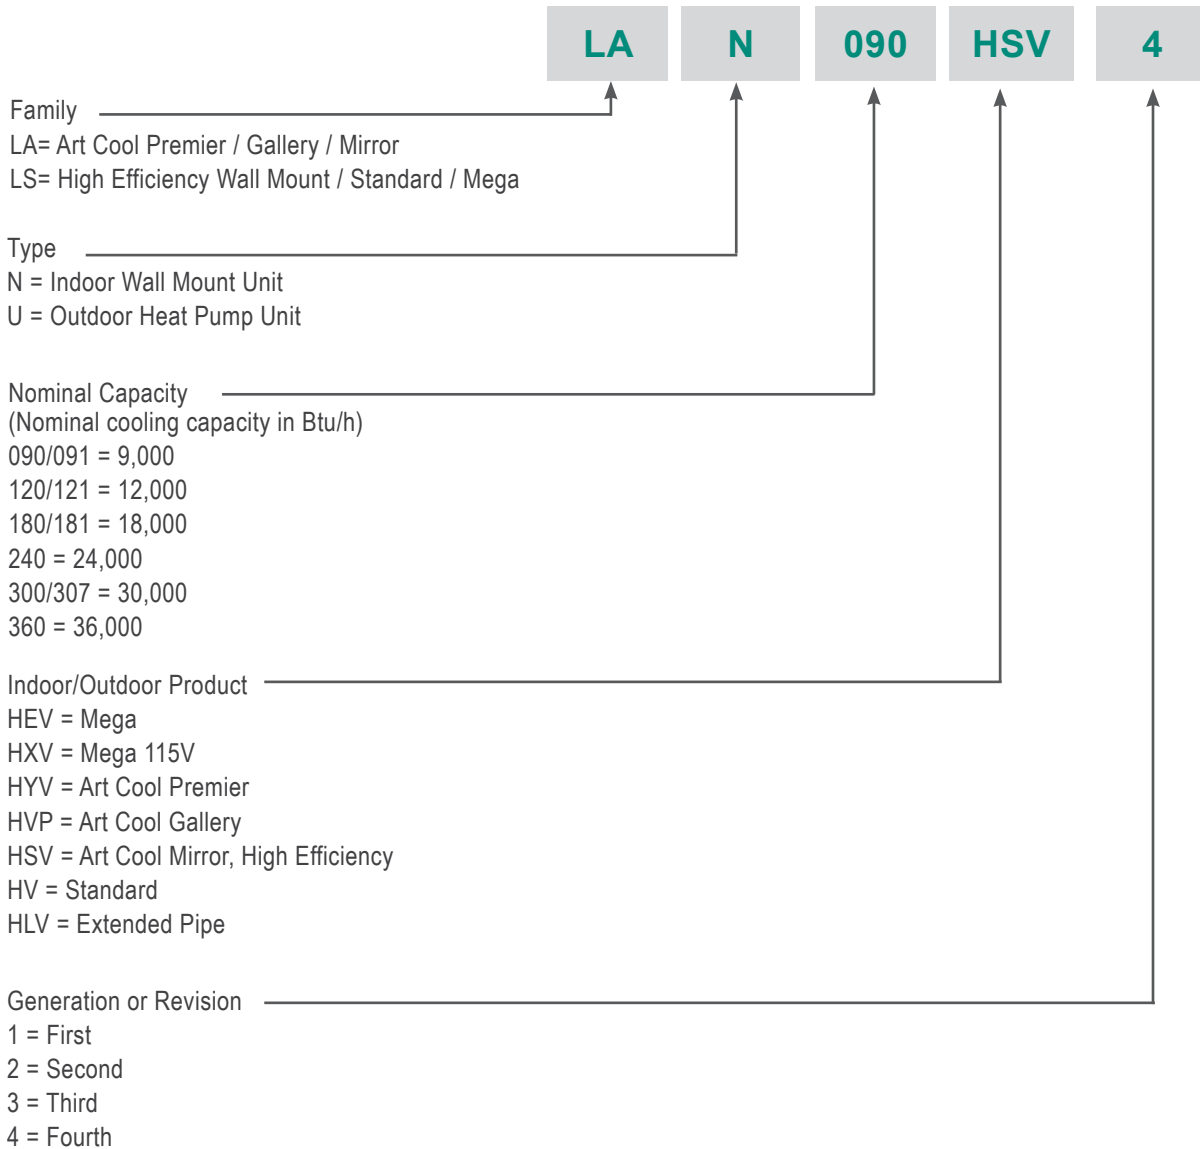 LA N 090 HSV 4
Family
LA= Art Cool Premier / Gallery / Mirror
LS= High Efficiency Wall Mount / Standard / Mega
Type
N = Indoor Wall Mount Unit
U = Outdoor Heat Pump Unit
Nominal Capacity
(Nominal cooling capacity in Btu/h)
090/091 = 9,000
120/121 = 12,000
180/181 = 18,000
240 = 24,000
300/307 = 30,000
360 = 36,000
Indoor/Outdoor Product
HEV = Mega
HXV = Mega 115V
HYV = Art Cool Premier
HVP = Art Cool Gallery
HSV = Art Cool Mirror, High Efficiency
HV = Standard
HLV = Extended Pipe
Generation or Revision
1 = First
2 = Second
3 = Third
4 = Fourth